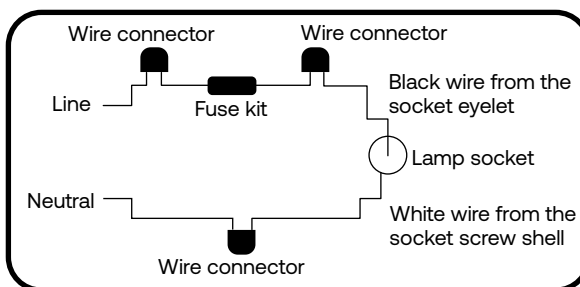 Wire connector
Wire connector
Line
Fuse kit
Black wire from the
socket eyelet
Lamp socket
Neutral
White wire from the
socket screw shell
Wire connector